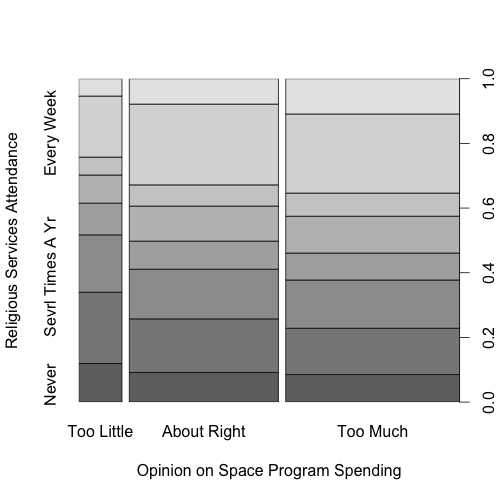 Religious Services Attendance
Every Week
Sevrl Times A Yr
Never
1.0
0.8
0.6
0.4
0.2
0.0
Too Little
About Right
Too Much
Opinion on Space Program Spending